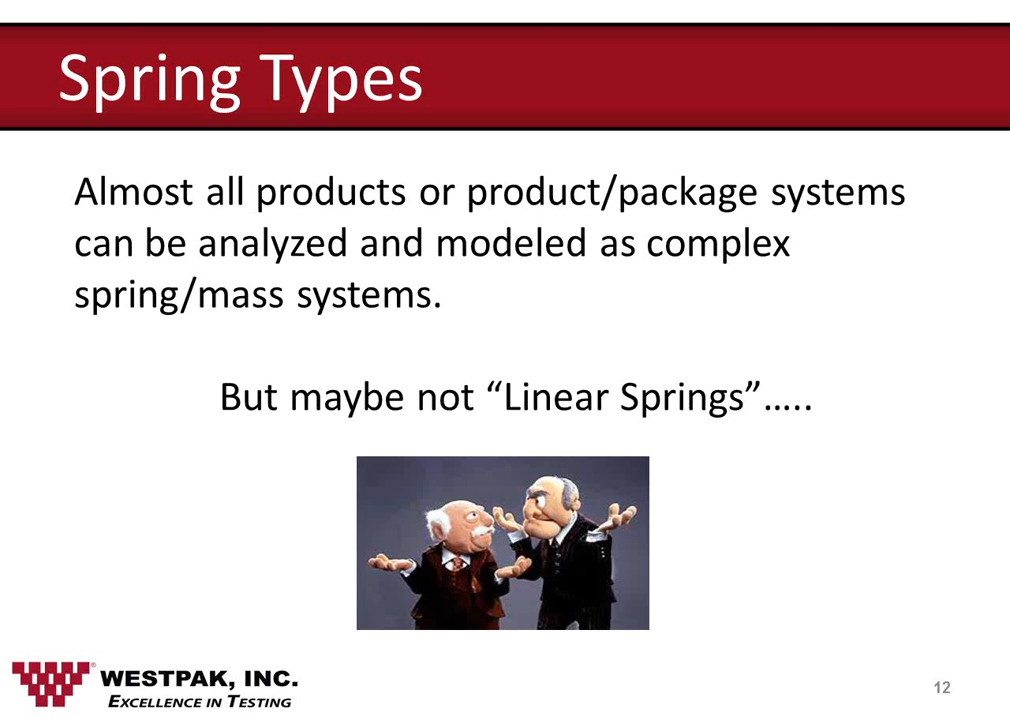 Spring Types
Almost all products or product/package systems
can be analyzed and modeled as complex
spring/mass systems.
But maybe not “Linear Springs”.....
®
WESTPAK, INC.
EXCELLENCE IN TESTING
12